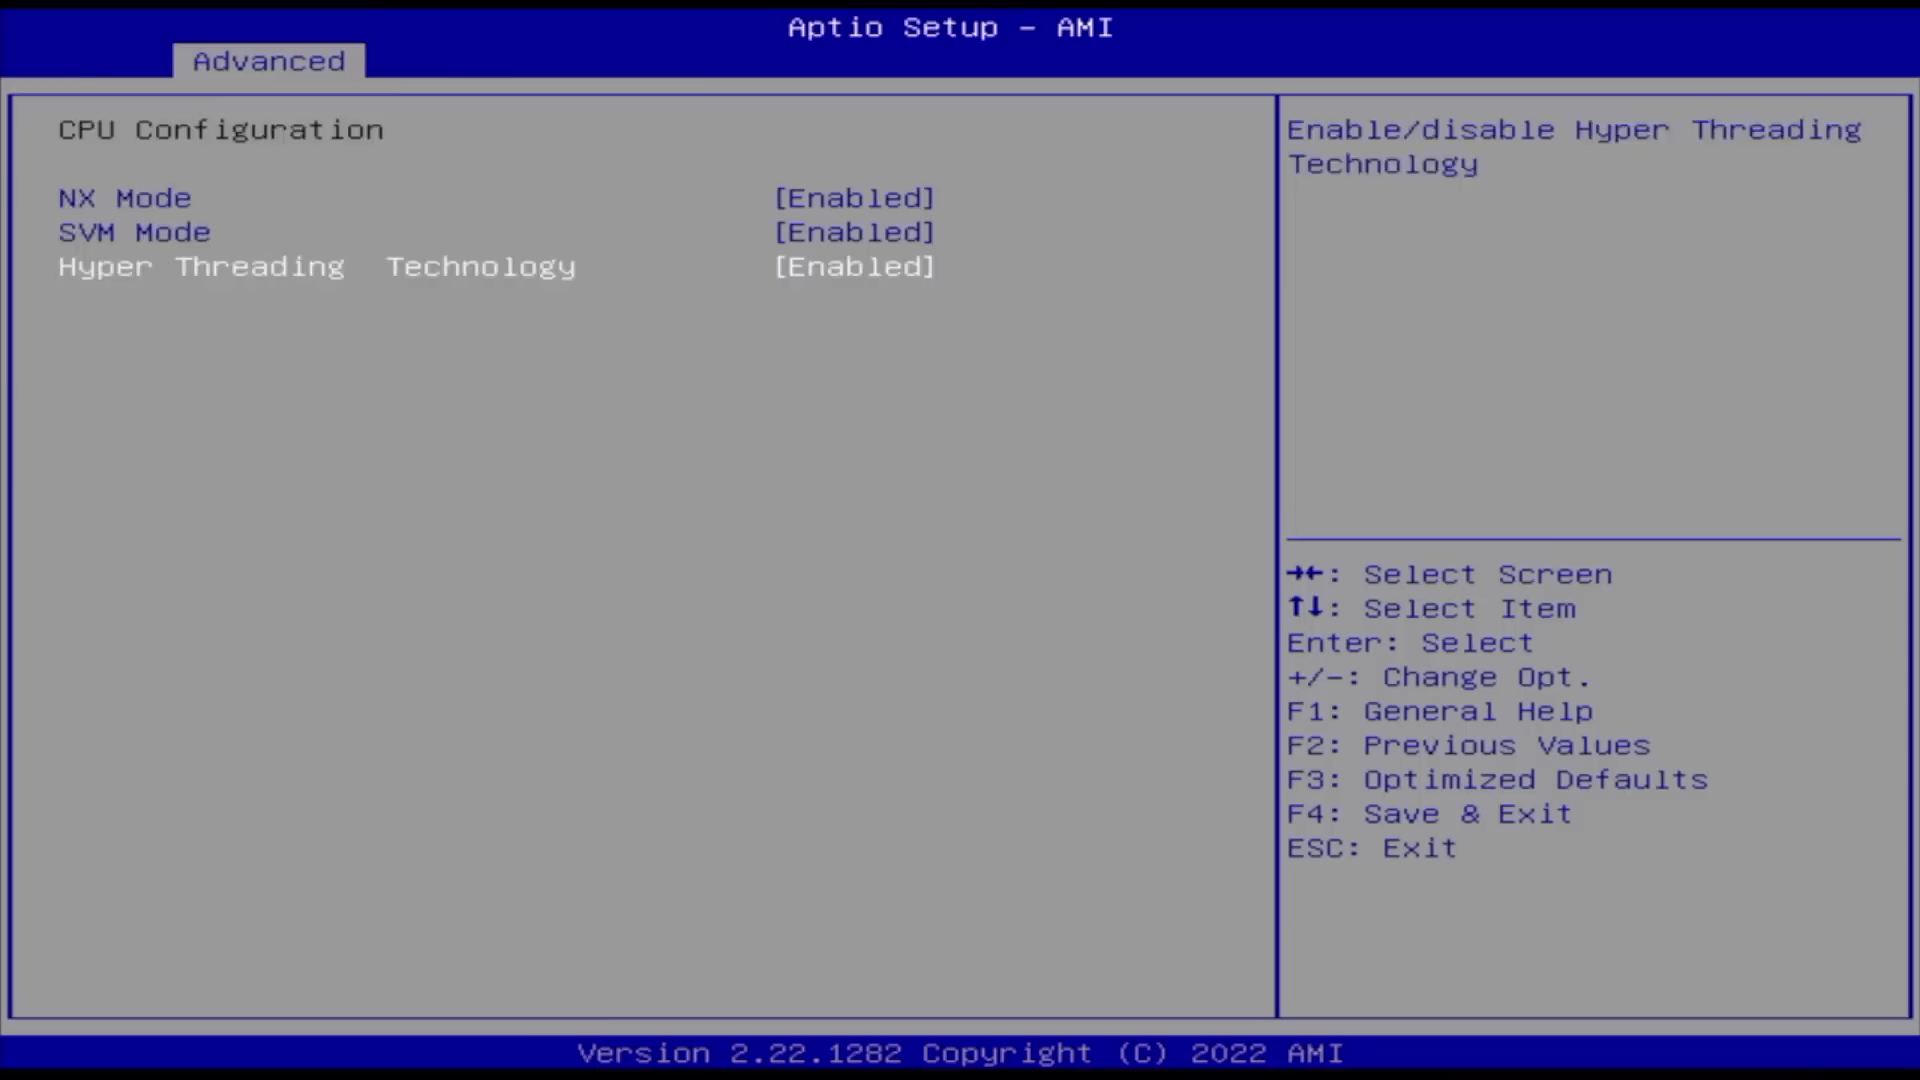 Aptio Setup – AMI
Advanced
CPU Configuration
NX Mode [Enabled]
SVM Mode [Enabled]
Hyper Threading  Technology [Enabled]
Enable/disable Hyper Threading
Technology
→←: Select Screen
↑↓: Select Item
Enter: Select
+/-: Change Opt.
F1: General Help
F2: Previous Values
F3: Optimized Defaults
F4: Save & Exit
ESC: Exit
Version 2.22.1282 Copyright (C) 2022 AMI